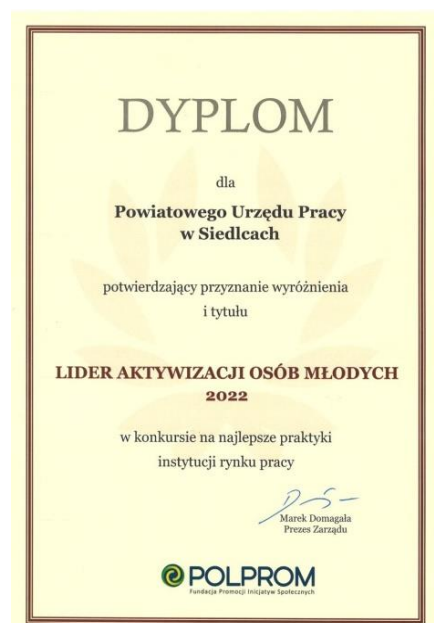 DYPLOM
dla
Powiatowego Urzędu Pracy
w Siedlcach
potwierdzający przyznanie wyróżnienia
i tytułu
LIDER AKTYWIZACJI OSÓB MŁODYCH
2022
w konkursie na najlepsze praktyki
instytucji rynku pracy
Marek Domagała
Prezes Zarządu
POLPROM
Fundacja Promocji Inicjatyw Społecznych